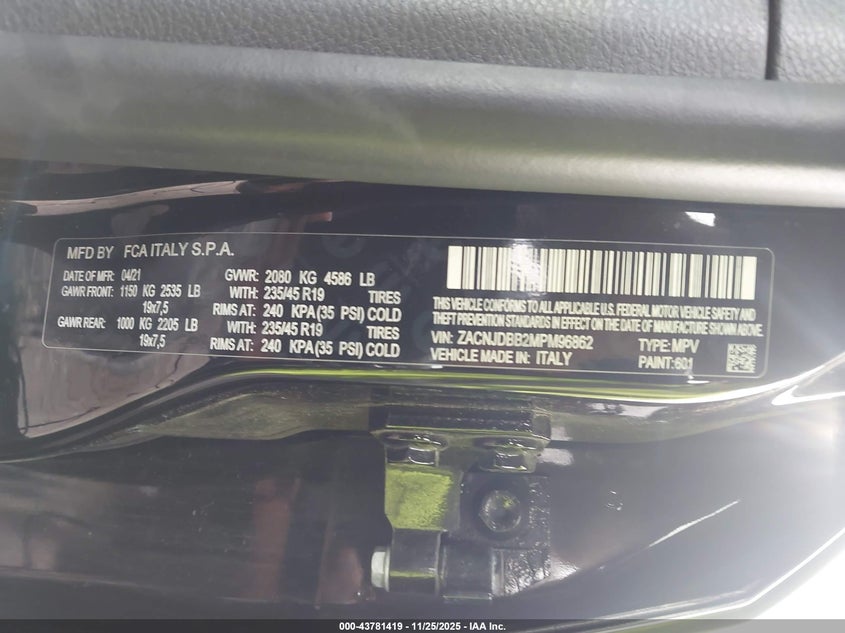 MFD BY FCA ITALY S.P.A.
DATE OF MFR: 04/21 GVWR: 2080 KG 4586 LB
GAWR FRONT: 1150 KG 2535 LB WITH: 235/45 R19 TIRES
19x7,5 RIMS AT: 240 KPA(35 PSI) COLD
GAWR REAR: 1000 KG 2205 LB WITH: 235/45 R19 TIRES
19x7,5 RIMS AT: 240 KPA(35 PSI) COLD
THIS VEHICLE CONFORMS TO ALL APPLICABLE U.S. FEDERAL MOTOR VEHICLE SAFETY AND
THEFT PREVENTION STANDARDS IN EFFECT ON THE DATE OF MANUFACTURE SHOWN ABOVE
VIN: ZACNJDBB2MPM96862 TYPE: MPV
VEHICLE MADE IN: ITALY PAINT: 601
000-43781419 - 11/25/2025 - IAA Inc.